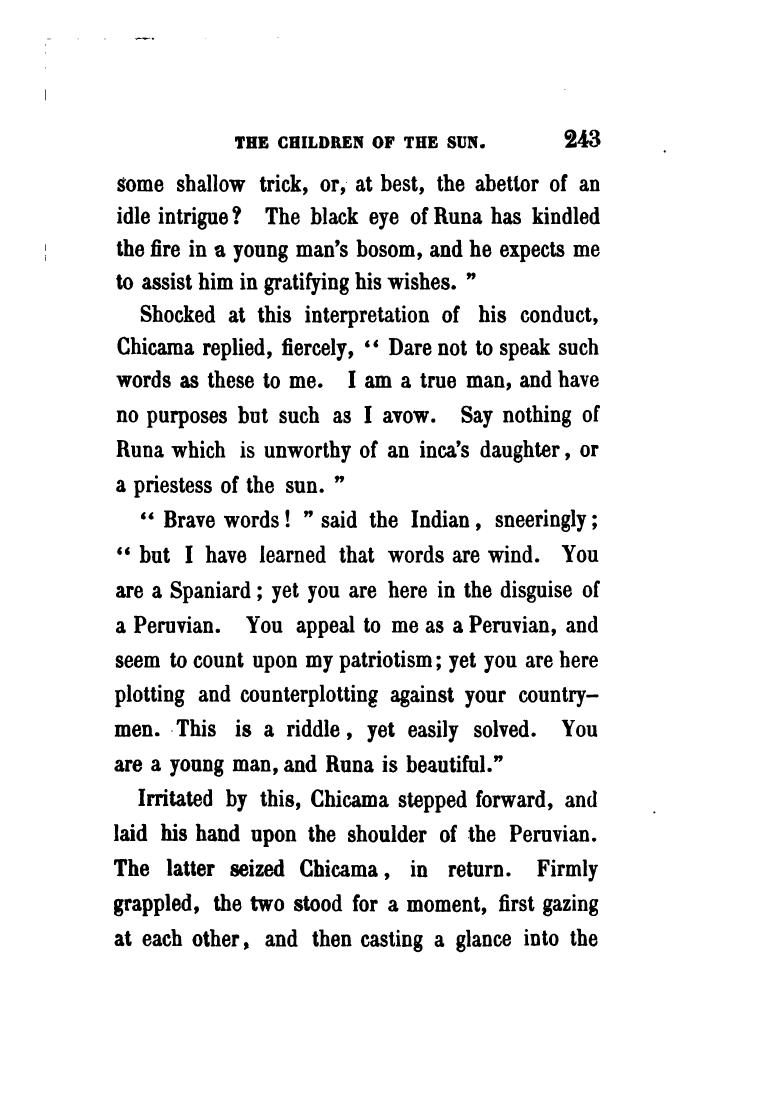 THE CHILDREN OF THE SUN. 243
some shallow trick, or, at best, the abettor of an
idle intrigue? The black eye of Runa has kindled
the fire in a young man's bosom, and he expects me
to assist him in gratifying his wishes. ”
Shocked at this interpretation of his conduct,
Chicama replied, fiercely, “ Dare not to speak such
words as these to me. I am a true man, and have
no purposes but such as I avow. Say nothing of
Runa which is unworthy of an inca's daughter, or
a priestess of the sun. ”
“ Brave words! ” said the Indian, sneeringly;
“ but I have learned that words are wind. You
are a Spaniard; yet you are here in the disguise of
a Peruvian. You appeal to me as a Peruvian, and
seem to count upon my patriotism; yet you are here
plotting and counterplotting against your country-
men. This is a riddle, yet easily solved. You
are a young man, and Runa is beautiful.”
Irritated by this, Chicama stepped forward, and
laid his hand upon the shoulder of the Peruvian.
The latter seized Chicama, in return. Firmly
grappled, the two stood for a moment, first gazing
at each other, and then casting a glance into the